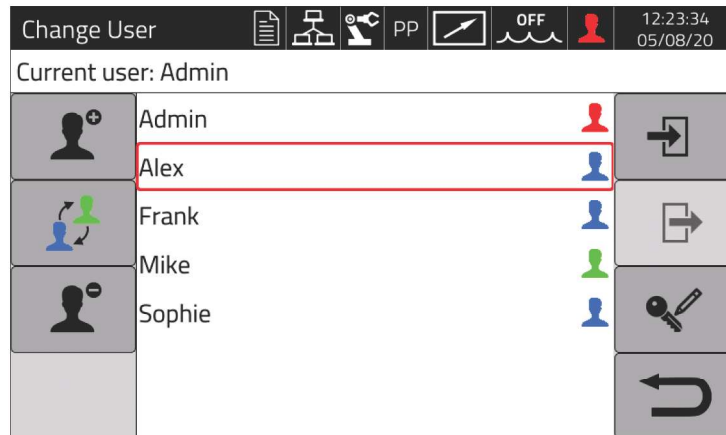 Change User
PP
OFF
12:23:34
05/08/20
Current user: Admin
Admin
Alex
Frank
Mike
Sophie